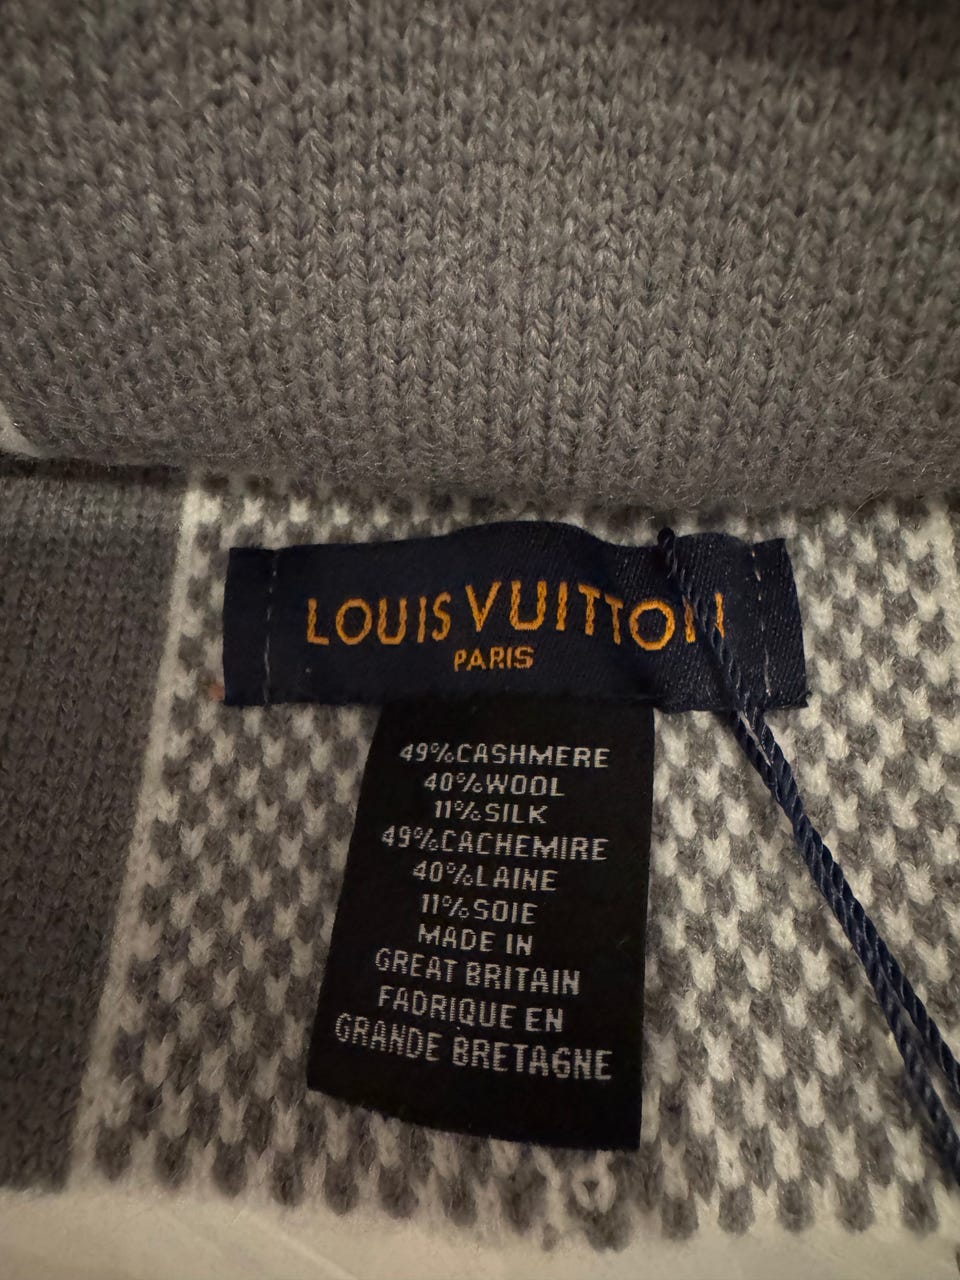 LOUIS VUITTON
PARIS
49%CASHMERE
40%WOOL
11%SILK
49%CACHEMIRE
40%LAINE
11%SOIE
MADE IN
GREAT BRITAIN
FADRIQUE EN
GRANDE BRETAGNE